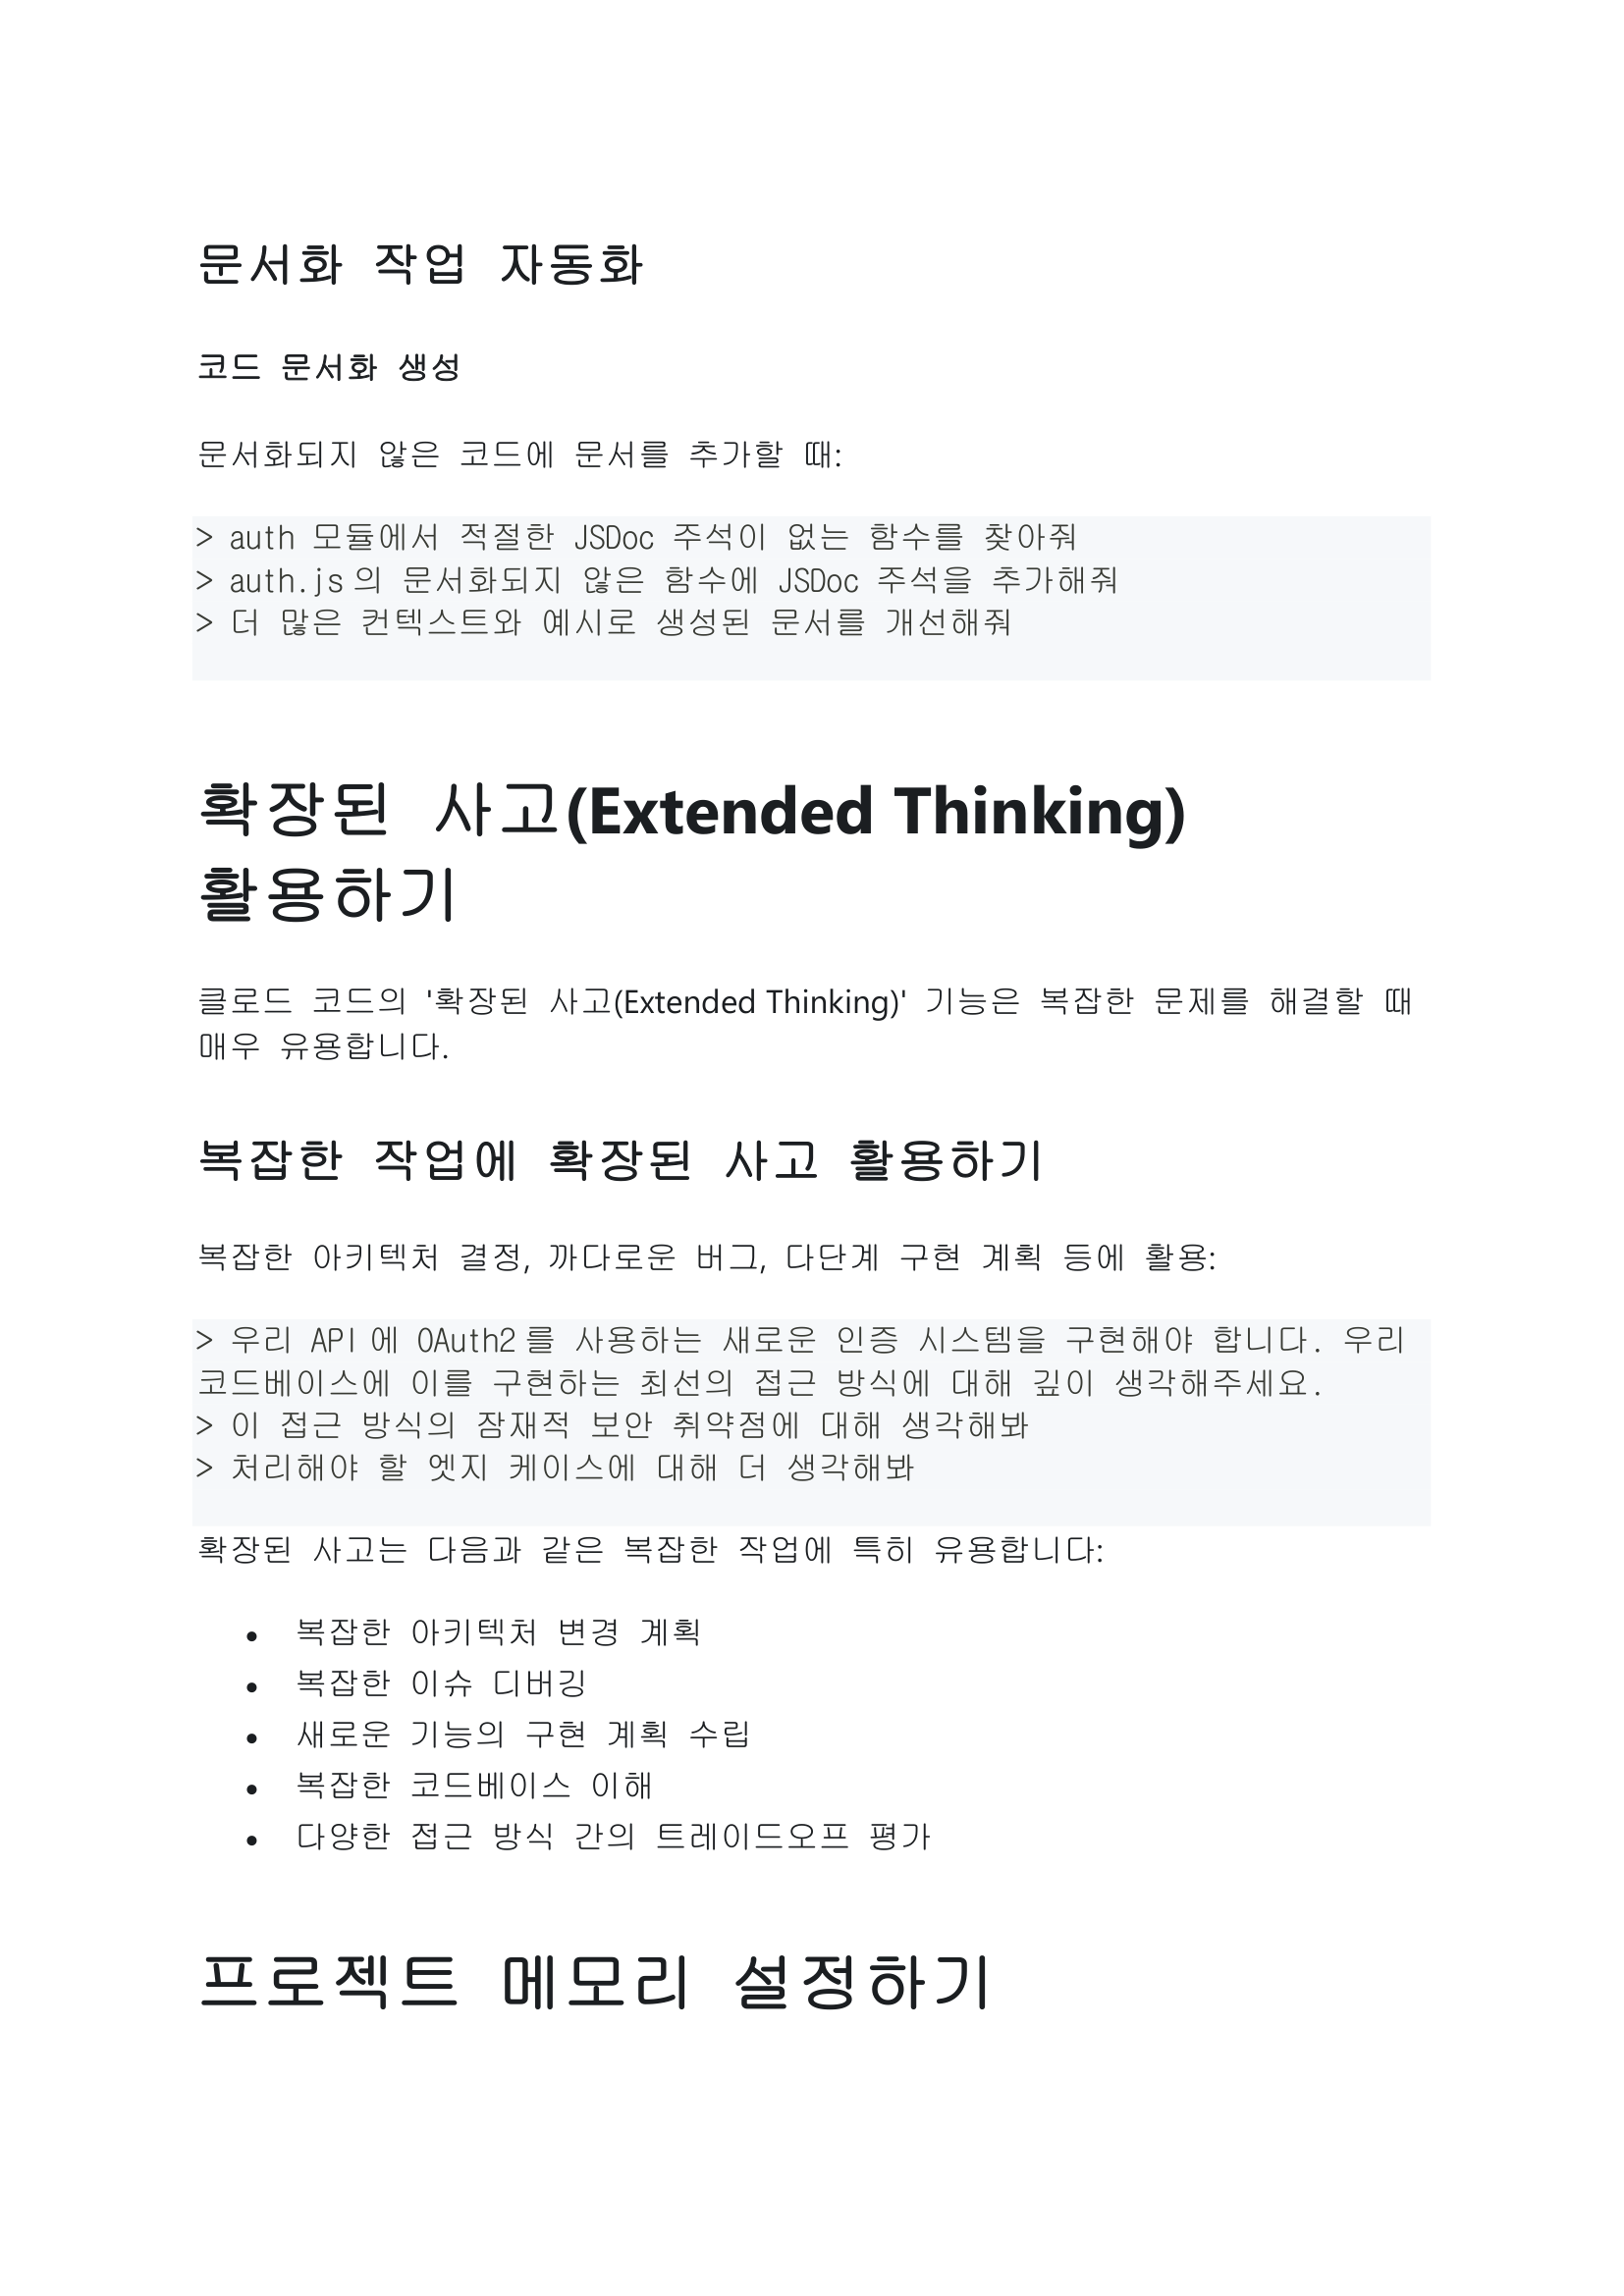 문서화 작업 자동화
코드 문서화 생성
문서화되지 않은 코드에 문서를 추가할 때:
> auth 모듈에서 적절한 JSDoc 주석이 없는 함수를 찾아줘
> auth.js의 문서화되지 않은 함수에 JSDoc 주석을 추가해줘
> 더 많은 컨텍스트와 예시로 생성된 문서를 개선해줘
확장된 사고(Extended Thinking)
활용하기
클로드 코드의 '확장된 사고(Extended Thinking)' 기능은 복잡한 문제를 해결할 때
매우 유용합니다.
복잡한 작업에 확장된 사고 활용하기
복잡한 아키텍처 결정, 까다로운 버그, 다단계 구현 계획 등에 활용:
> 우리 API에 OAuth2를 사용하는 새로운 인증 시스템을 구현해야 합니다. 우리
코드베이스에 이를 구현하는 최선의 접근 방식에 대해 깊이 생각해주세요.
> 이 접근 방식의 잠재적 보안 취약점에 대해 생각해봐
> 처리해야 할 엣지 케이스에 대해 더 생각해봐
확장된 사고는 다음과 같은 복잡한 작업에 특히 유용합니다:
• 복잡한 아키텍처 변경 계획
• 복잡한 이슈 디버깅
• 새로운 기능의 구현 계획 수립
• 복잡한 코드베이스 이해
• 다양한 접근 방식 간의 트레이드오프 평가
프로젝트 메모리 설정하기